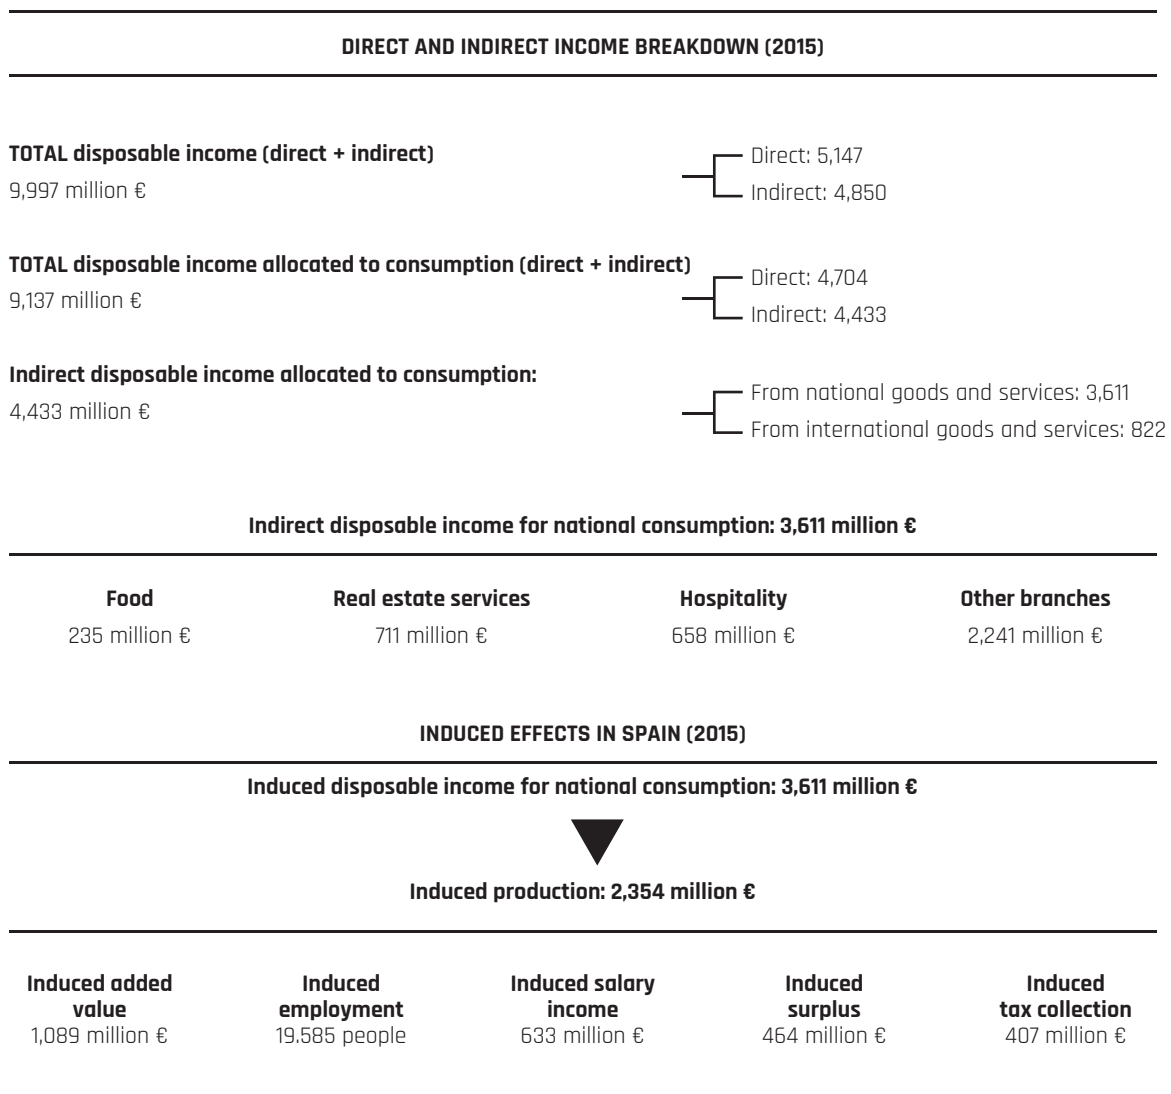 DIRECT AND INDIRECT INCOME BREAKDOWN (2015)
TOTAL disposable income (direct + indirect)
9,997 million €
Direct: 5,147
Indirect: 4,850
TOTAL disposable income allocated to consumption (direct + indirect)
9,137 million €
Direct: 4,704
Indirect: 4,433
Indirect disposable income allocated to consumption:
4,433 million €
From national goods and services: 3,611
From international goods and services: 822
Indirect disposable income for national consumption: 3,611 million €
Food
235 million €
Real estate services
711 million €
Hospitality
658 million €
Other branches
2,241 million €
INDUCED EFFECTS IN SPAIN (2015)
Induced disposable income for national consumption: 3,611 million €
Induced production: 2,354 million €
Induced added
value
1,089 million €
Induced
employment
19.585 people
Induced salary
income
633 million €
Induced
surplus
464 million €
Induced
tax collection
407 million €